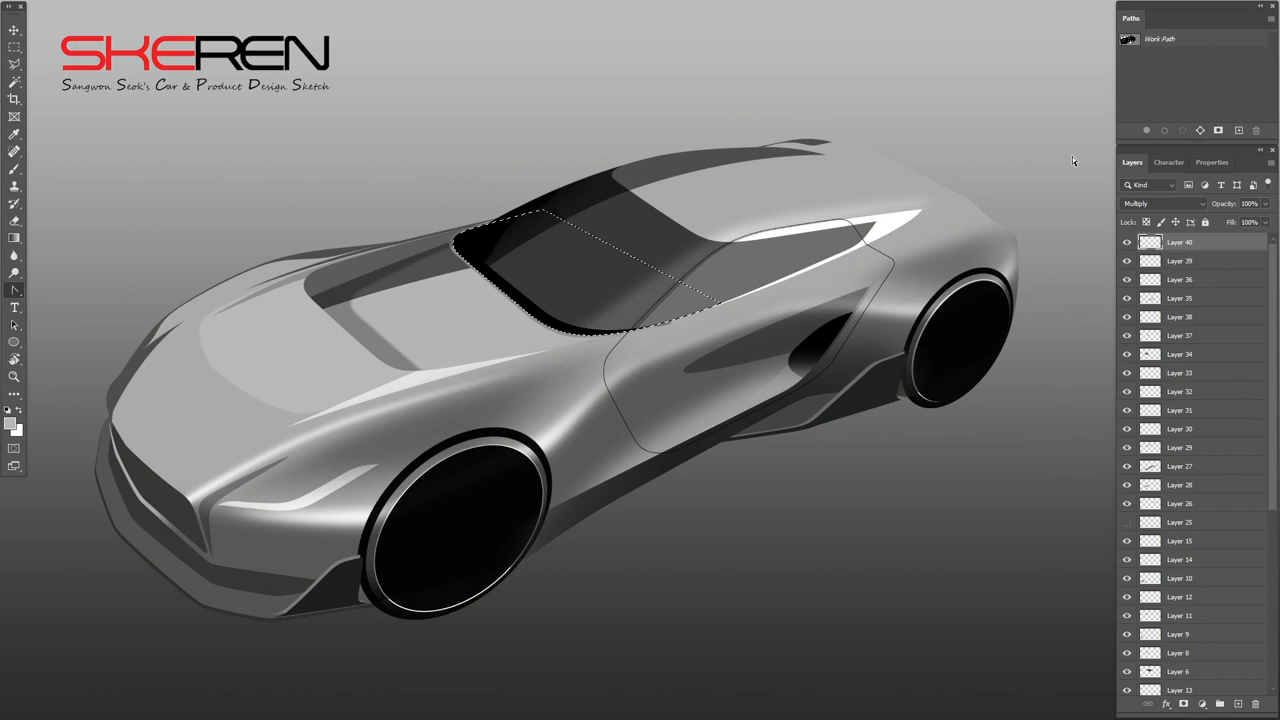 SKEREN
Sangwon Seok's Car & Product Design Sketch
Paths
Work Path
Layers Character Properties
Kind
Multiply Opacity: 100%
Lock: Fill: 100%
Layer 40
Layer 39
Layer 36
Layer 35
Layer 38
Layer 37
Layer 34
Layer 33
Layer 32
Layer 31
Layer 30
Layer 29
Layer 27
Layer 28
Layer 26
Layer 25
Layer 15
Layer 14
Layer 10
Layer 12
Layer 11
Layer 9
Layer 8
Layer 6
Layer 13
fx